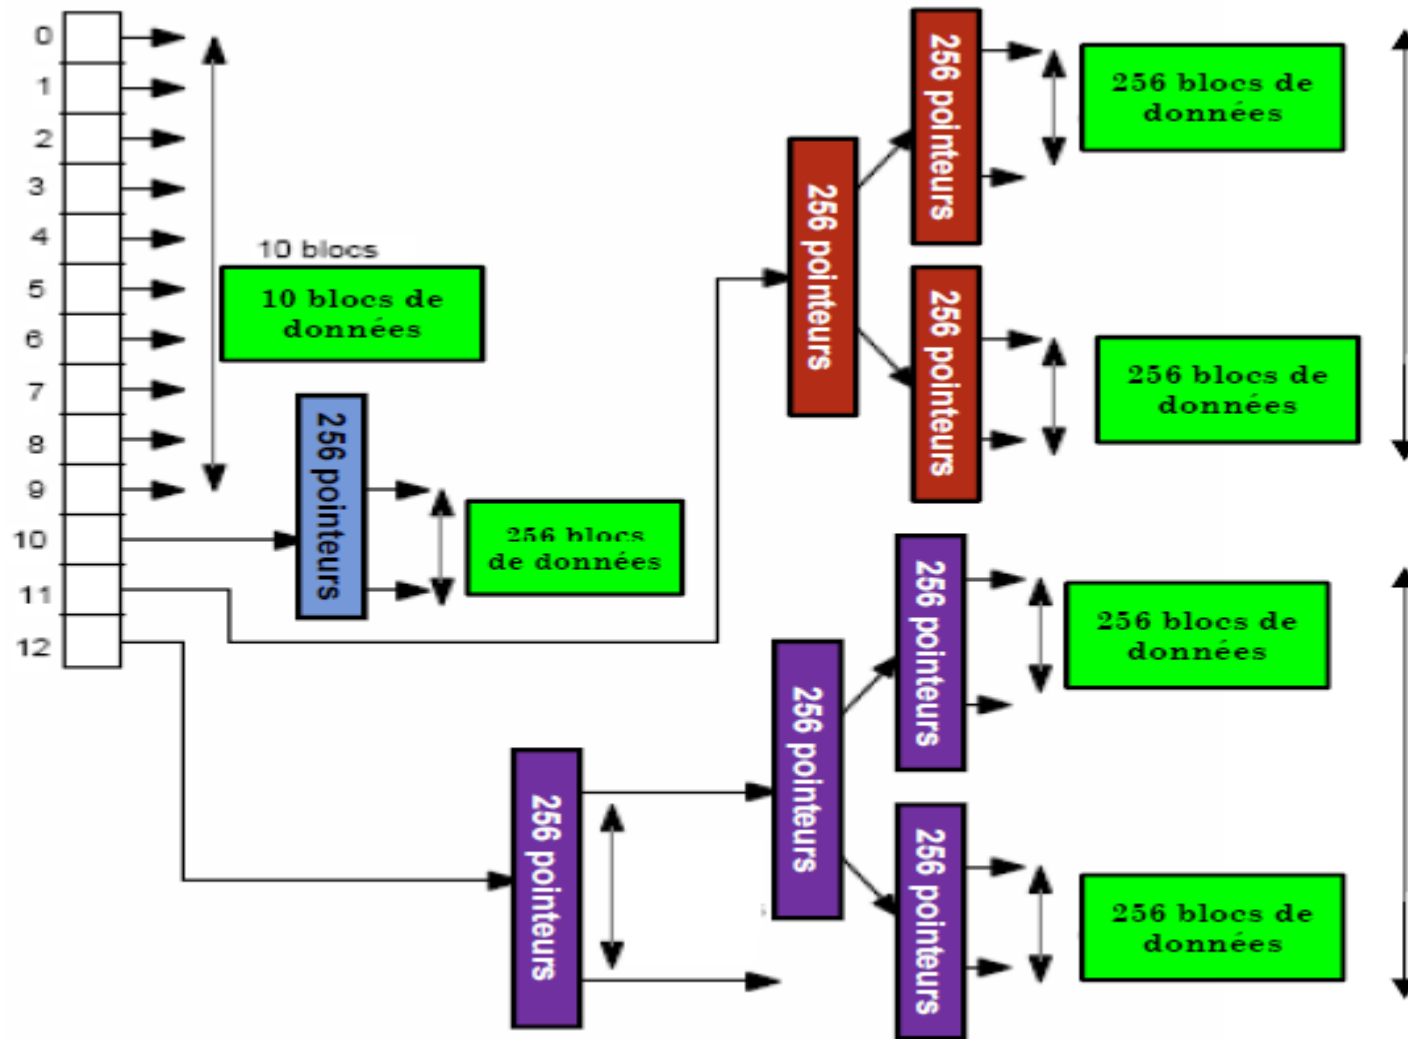 0
1
2
3
4
5
6
7
8
9
10
11
12
10 blocs
10 blocs de
données
256 pointeurs
256 blocs
de données
256 pointeurs
256 pointeurs
256 blocs de
données
256 pointeurs
256 blocs de
données
256 pointeurs
256 pointeurs
256 pointeurs
256 blocs de
données
256 pointeurs
256 blocs de
données